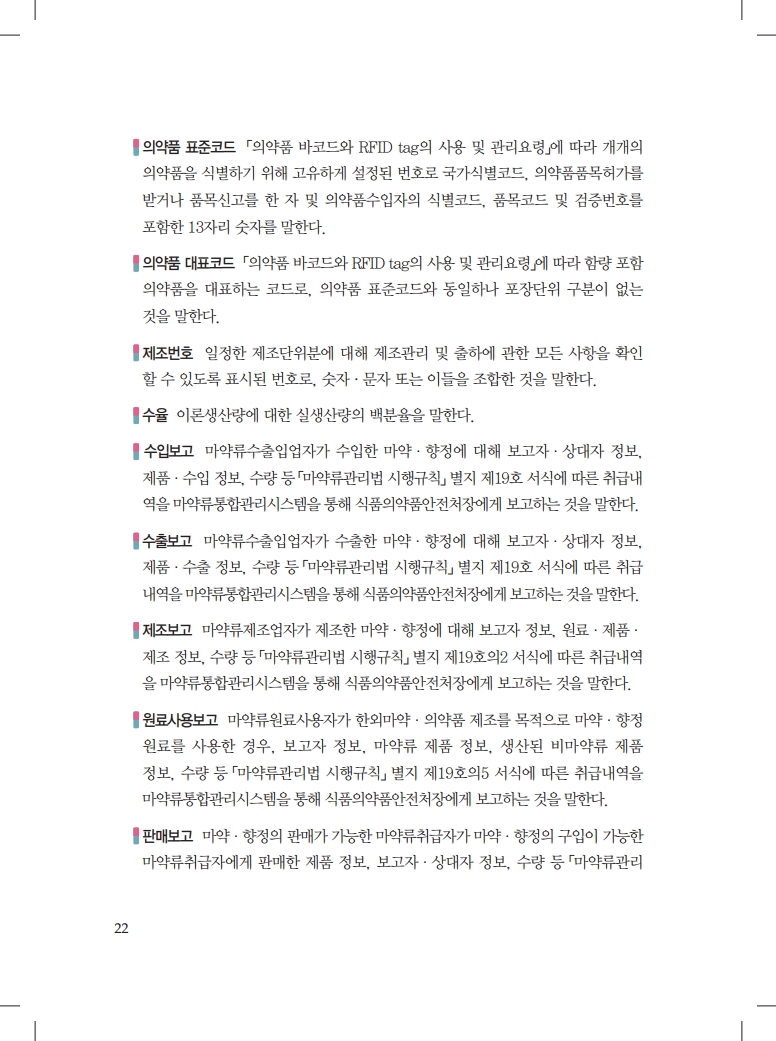 의약품 표준코드 「의약품 바코드와 RFID tag의 사용 및 관리요령」에 따라 개개의
의약품을 식별하기 위해 고유하게 설정된 번호로 국가식별코드, 의약품품목허가를
받거나 품목신고를 한 자 및 의약품수입자의 식별코드, 품목코드 및 검증번호를
포함한 13자리 숫자를 말한다.
의약품 대표코드 「의약품 바코드와 RFID tag의 사용 및 관리요령」에 따라 함량 포함
의약품을 대표하는 코드로, 의약품 표준코드와 동일하나 포장단위 구분이 없는
것을 말한다.
제조번호 일정한 제조단위분에 대해 제조관리 및 출하에 관한 모든 사항을 확인
할 수 있도록 표시된 번호로, 숫자·문자 또는 이들을 조합한 것을 말한다.
수율 이론생산량에 대한 실생산량의 백분율을 말한다.
수입보고 마약류수출입업자가 수입한 마약·향정에 대해 보고자·상대자 정보,
제품·수입 정보, 수량 등 「마약류관리법 시행규칙」 별지 제19호 서식에 따른 취급내
역을 마약류통합관리시스템을 통해 식품의약품안전처장에게 보고하는 것을 말한다.
수출보고 마약류수출입업자가 수출한 마약·향정에 대해 보고자·상대자 정보,
제품·수출 정보, 수량 등 「마약류관리법 시행규칙」 별지 제19호 서식에 따른 취급
내역을 마약류통합관리시스템을 통해 식품의약품안전처장에게 보고하는 것을 말한다.
제조보고 마약류제조업자가 제조한 마약·향정에 대해 보고자 정보, 원료·제품·
제조 정보, 수량 등 「마약류관리법 시행규칙」 별지 제19호의2 서식에 따른 취급내역
을 마약류통합관리시스템을 통해 식품의약품안전처장에게 보고하는 것을 말한다.
원료사용보고 마약류원료사용자가 한외마약·의약품 제조를 목적으로 마약·향정
원료를 사용한 경우, 보고자 정보, 마약류 제품 정보, 생산된 비마약류 제품
정보, 수량 등 「마약류관리법 시행규칙」 별지 제19호의5 서식에 따른 취급내역을
마약류통합관리시스템을 통해 식품의약품안전처장에게 보고하는 것을 말한다.
판매보고 마약·향정의 판매가 가능한 마약류취급자가 마약·향정의 구입이 가능한
마약류취급자에게 판매한 제품 정보, 보고자·상대자 정보, 수량 등 「마약류관리
22